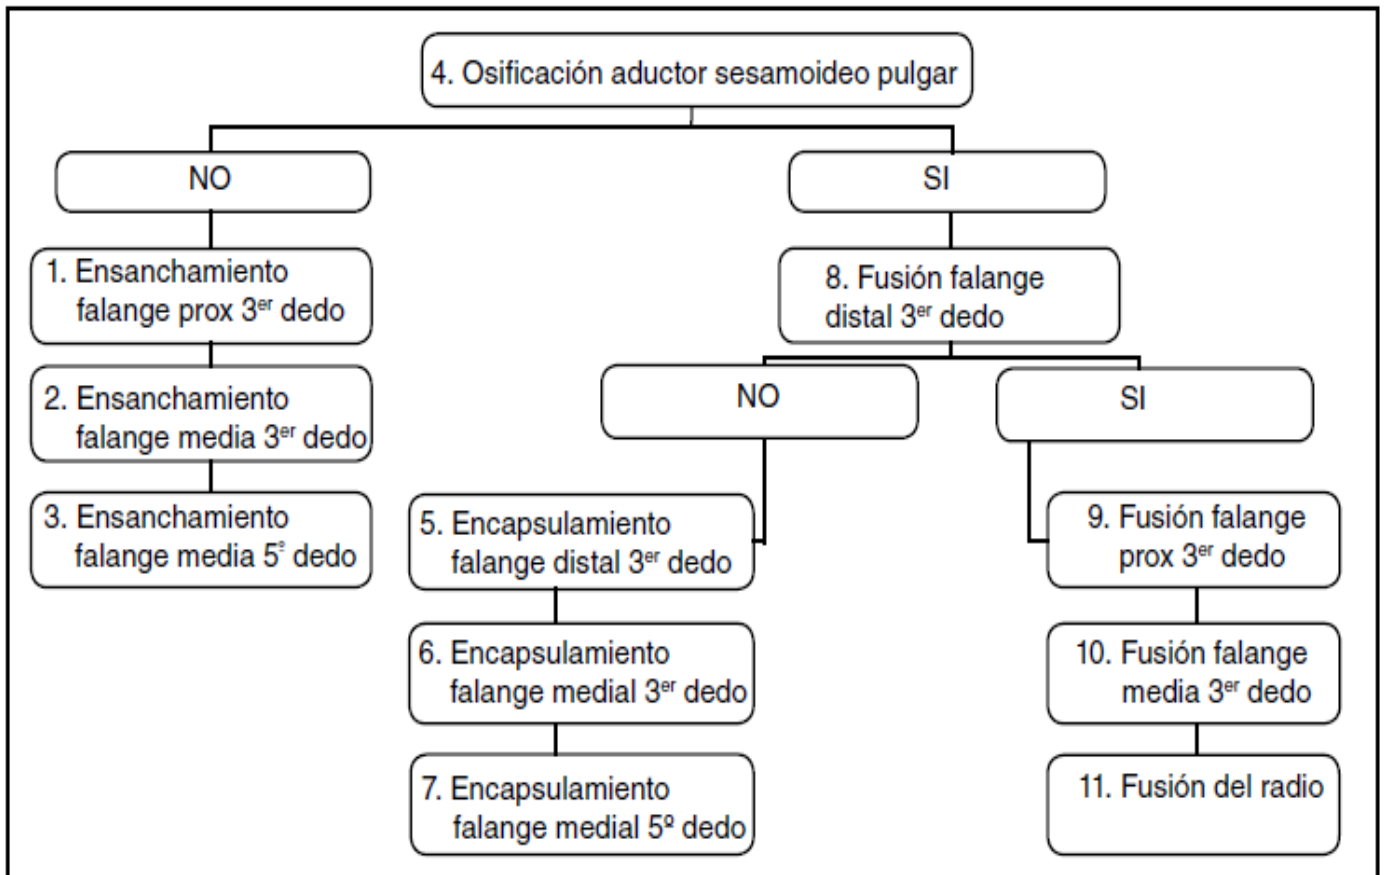 4. Osificación aductor sesamoideo pulgar
NO
SI
1. Ensanchamiento
falange prox 3er dedo
2. Ensanchamiento
falange media 3er dedo
3. Ensanchamiento
falange media 5º dedo
8. Fusión falange
distal 3er dedo
NO
SI
5. Encapsulamiento
falange distal 3er dedo
6. Encapsulamiento
falange medial 3er dedo
7. Encapsulamiento
falange medial 5º dedo
9. Fusión falange
prox 3er dedo
10. Fusión falange
media 3er dedo
11. Fusión del radio